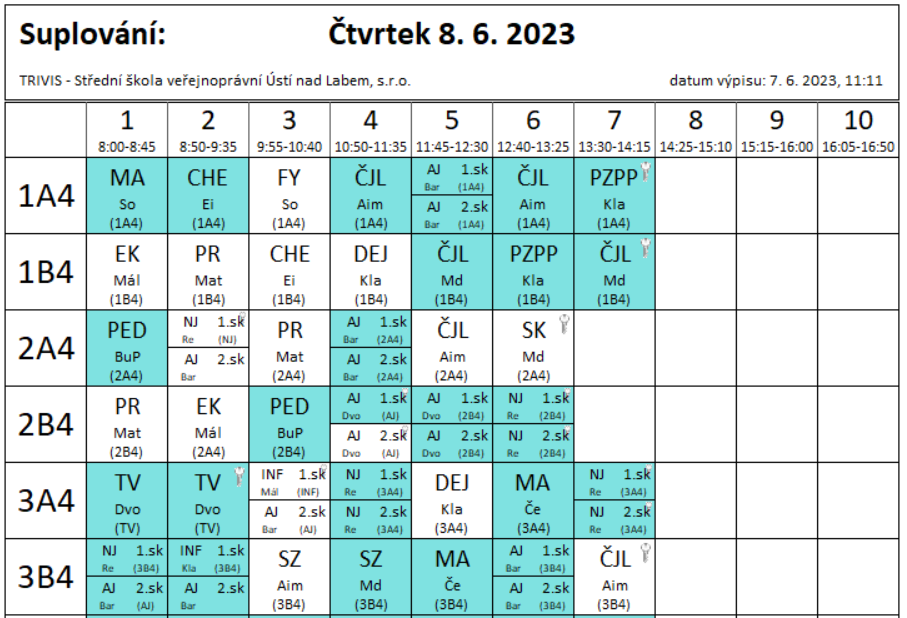 Suplování: Čtvrtek 8. 6. 2023
TRIVIS - Střední škola veřejnoprávní Ústí nad Labem, s.r.o. datum výpisu: 7. 6. 2023, 11:11
1 2 3 4 5 6 7 8 9 10
8:00-8:45 8:50-9:35 9:55-10:40 10:50-11:35 11:45-12:30 12:40-13:25 13:30-14:15 14:25-15:10 15:15-16:00 16:05-16:50
1A4
MA So (1A4)
CHE Ei (1A4)
FY So (1A4)
ČJL Aim (1A4)
AJ 1.sk Bar (1A4)
AJ 2.sk Bar (1A4)
ČJL Aim (1A4)
PZPP Kla (1A4)
1B4
EK Mál (1B4)
PR Mat (1B4)
CHE Ei (1B4)
DEJ Kla (1B4)
ČJL Md (1B4)
PZPP Kla (1B4)
ČJL Md (1B4)
2A4
PED BuP (2A4)
NJ 1.sk Re (NJ)
AJ 2.sk Bar
PR Mat (2A4)
AJ 1.sk Bar (2A4)
AJ 2.sk Bar (2A4)
ČJL Aim (2A4)
SK Md (2A4)
2B4
PR Mat (2B4)
EK Mál (2A4)
PED BuP (2B4)
AJ 1.sk Dvo (AJ)
AJ 2.sk Dvo (AJ)
AJ 1.sk Dvo (2B4)
AJ 2.sk Dvo (2B4)
NJ 1.sk Re (2B4)
NJ 2.sk Re (2B4)
3A4
TV Dvo (TV)
TV Dvo (TV)
INF 1.sk Mál (INF)
AJ 2.sk Bar (AJ)
NJ 1.sk Re (3A4)
NJ 2.sk Re (3A4)
DEJ Kla (3A4)
MA Če (3A4)
NJ 1.sk Re (3A4)
NJ 2.sk Re (3A4)
3B4
NJ 1.sk Re (3B4)
AJ 2.sk Bar (AJ)
INF 1.sk Kla (3B4)
AJ 2.sk Bar
SZ Aim (3B4)
SZ Md (3B4)
MA Če (3B4)
AJ 1.sk Bar (3B4)
AJ 2.sk Bar (3B4)
ČJL Aim (3B4)